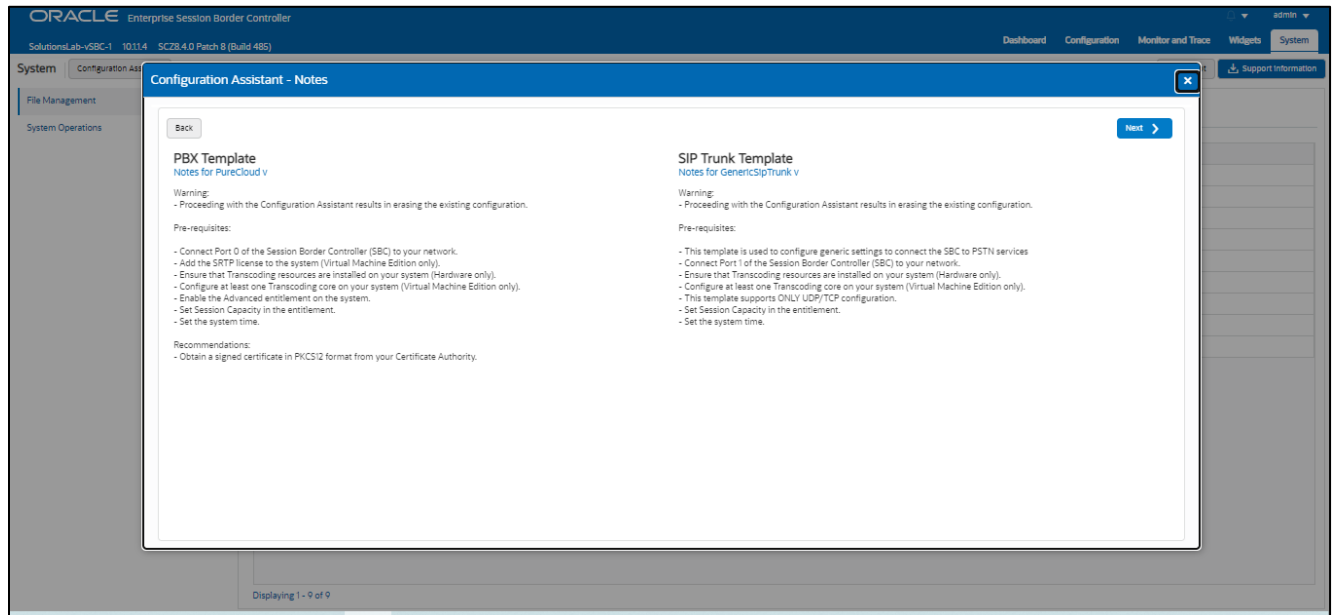 ORACLE Enterprise Session Border Controller
admin
SolutionsLab-vSBC-1 10.1.1.4 SCZ8.4.0 Patch 8 (Build 485)
Dashboard Configuration Monitor and Trace Widgets System
System Configuration Ass
t Support Information
File Management
System Operations
Configuration Assistant - Notes
Back
Next
PBX Template
Notes for PureCloud v
Warning:
- Proceeding with the Configuration Assistant results in erasing the existing configuration.
Pre-requisites:
- Connect Port 0 of the Session Border Controller (SBC) to your network.
- Add the SRTP license to the system (Virtual Machine Edition only).
- Ensure that Transcoding resources are installed on your system (Hardware only).
- Configure at least one Transcoding core on your system (Virtual Machine Edition only).
- Enable the Advanced entitlement on the system.
- Set Session Capacity in the entitlement.
- Set the system time.
Recommendations:
- Obtain a signed certificate in PKCS12 format from your Certificate Authority.
SIP Trunk Template
Notes for GenericSipTrunk v
Warning:
- Proceeding with the Configuration Assistant results in erasing the existing configuration.
Pre-requisites:
- This template is used to configure generic settings to connect the SBC to PSTN services
- Connect Port 1 of the Session Border Controller (SBC) to your network.
- Ensure that Transcoding resources are installed on your system (Hardware only).
- Configure at least one Transcoding core on your system (Virtual Machine Edition only).
- This template supports ONLY UDP/TCP configuration.
- Set Session Capacity in the entitlement.
- Set the system time.
Displaying 1 - 9 of 9